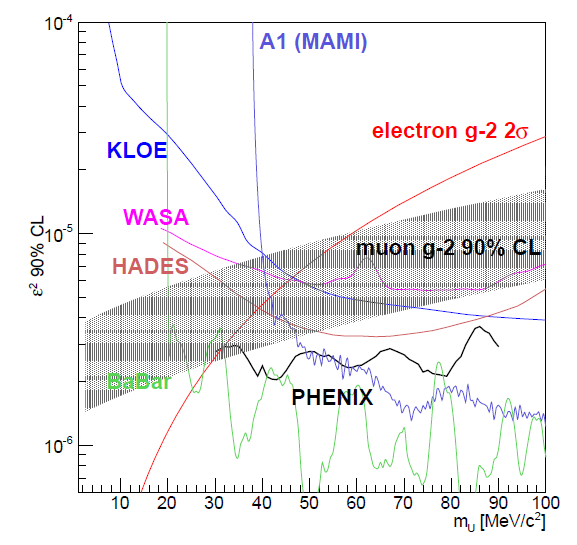 10⁻⁴
A1 (MAMI)
electron g-2 2σ
KLOE
WASA
10⁻⁵
muon g-2 90% CL
HADES
ε² 90% CL
BaBar
PHENIX
10⁻⁶
10 20 30 40 50 60 70 80 90 100
m_U [MeV/c²]